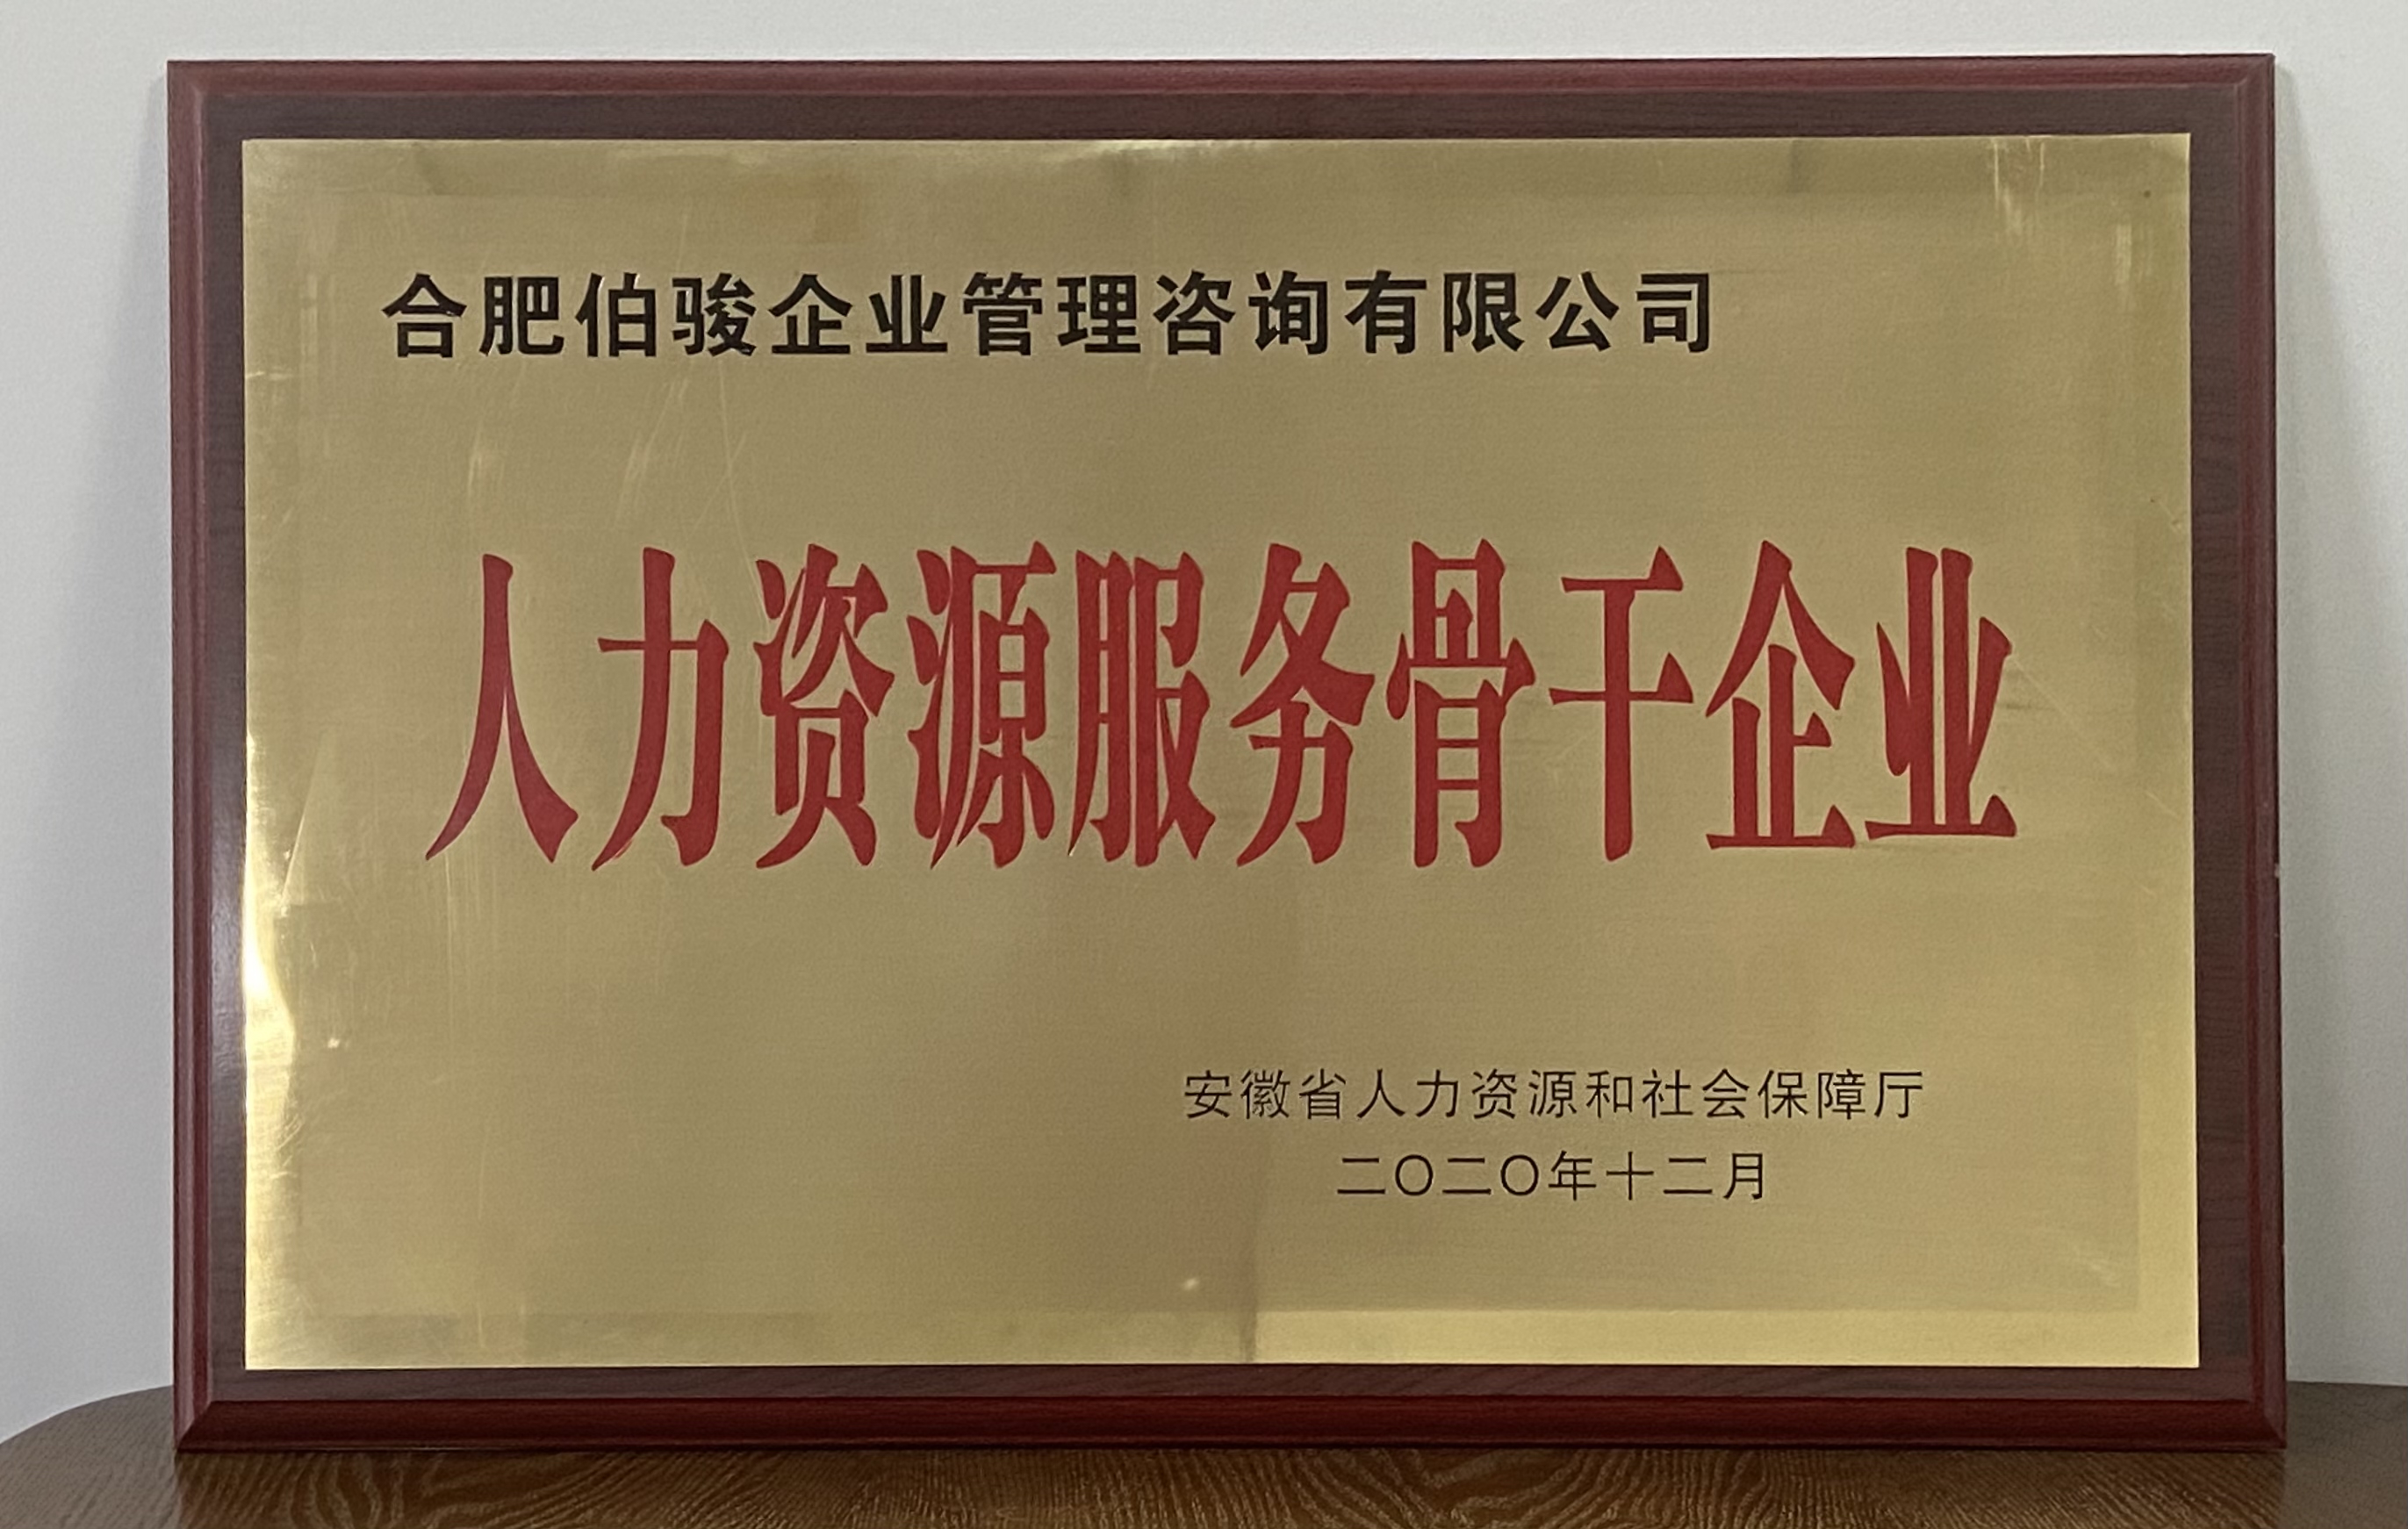 合肥伯骏企业管理咨询有限公司
人力资源服务骨干企业
安徽省人力资源和社会保障厅
二〇二〇年十二月